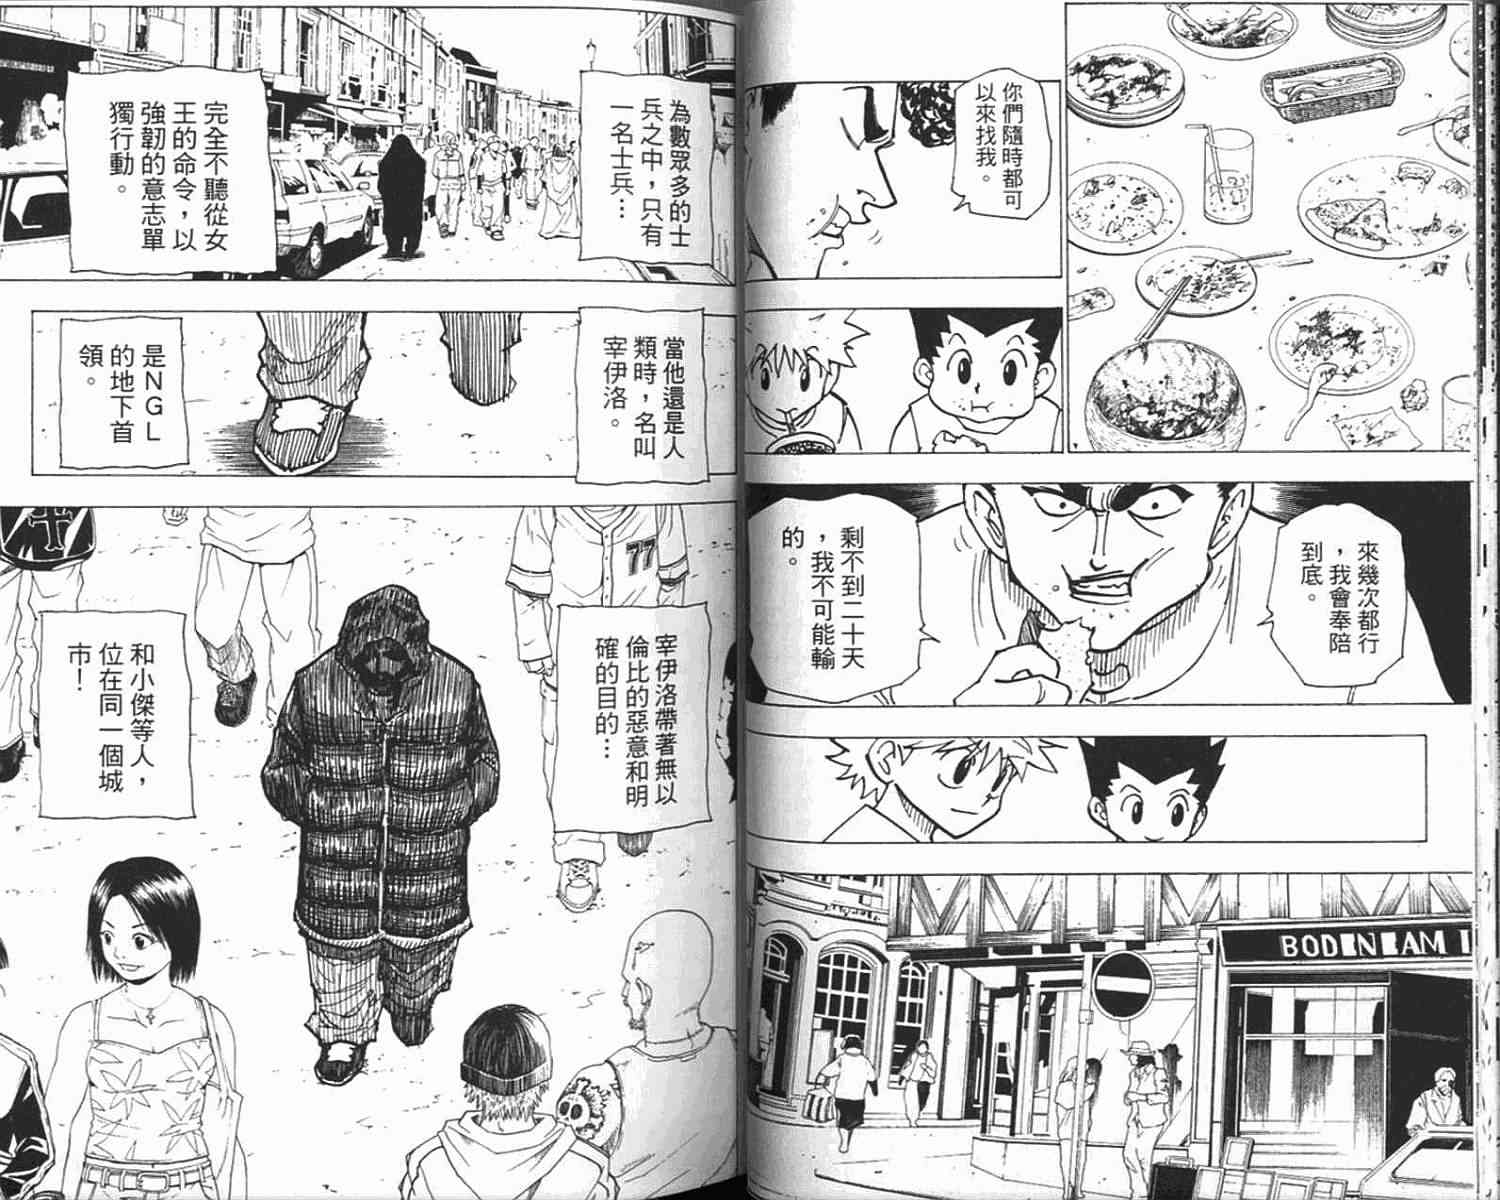 你們隨時都可
以來找我。
來幾次都行
，我會奉陪
到底。
剩不到二十天
，我不可能輸
的。
BODENEAM I
為數眾多的士
兵之中，只有
一名士兵…
完全不聽從女
王的命令，以
強韌的意志單
獨行動。
當他還是人
類時，名叫
宰伊洛。
是NGL
的地下首
領。
77
宰伊洛帶著無以
倫比的惡意和明
確的目的…
和小傑等人，
位在同一個城
市！